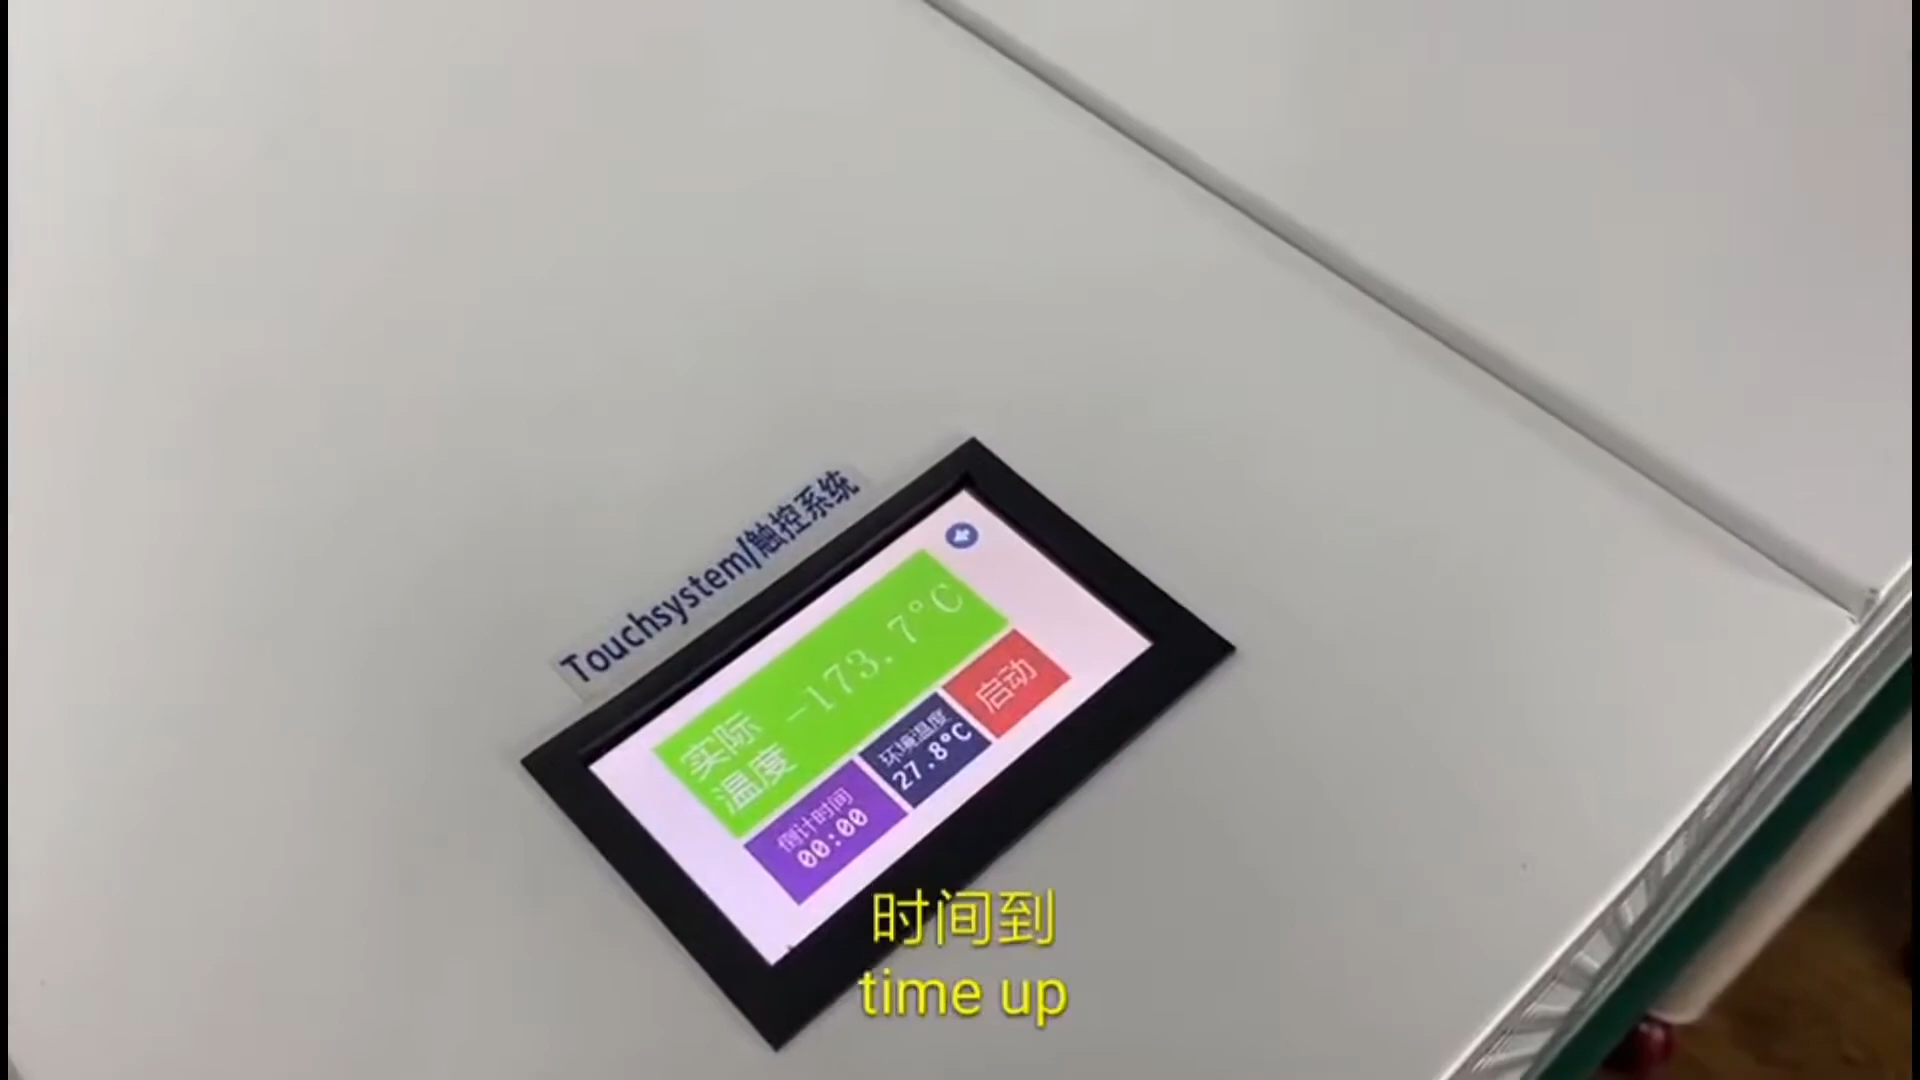 Touchsystem/触控系统
实际
温度
-173.7°C
启动
环境温度
27.8°C
倒计时间
00:00
时间到
time up